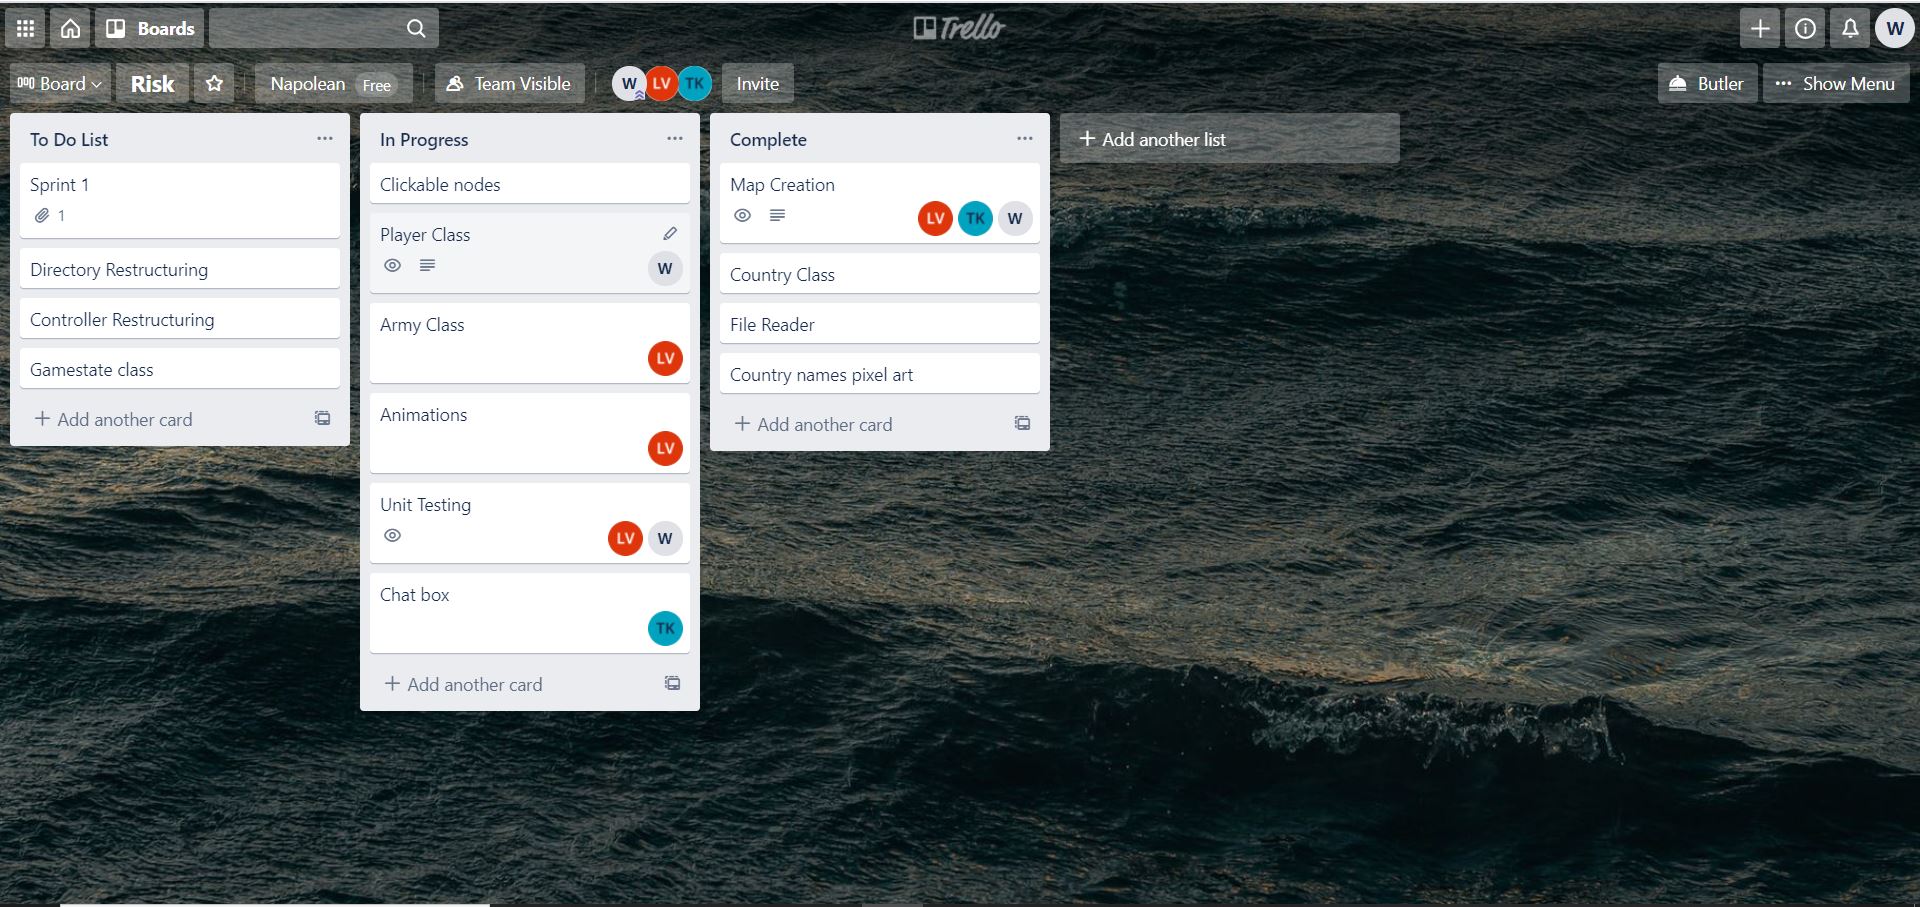 Boards
Trello
W
Board
Risk
Napolean Free
Team Visible
W LV TK
Invite
Butler
Show Menu
To Do List
Sprint 1
1
Directory Restructuring
Controller Restructuring
Gamestate class
Add another card
In Progress
Clickable nodes
Player Class
W
Army Class
LV
Animations
LV
Unit Testing
LV W
Chat box
TK
Add another card
Complete
Map Creation
LV TK W
Country Class
File Reader
Country names pixel art
Add another card
Add another list